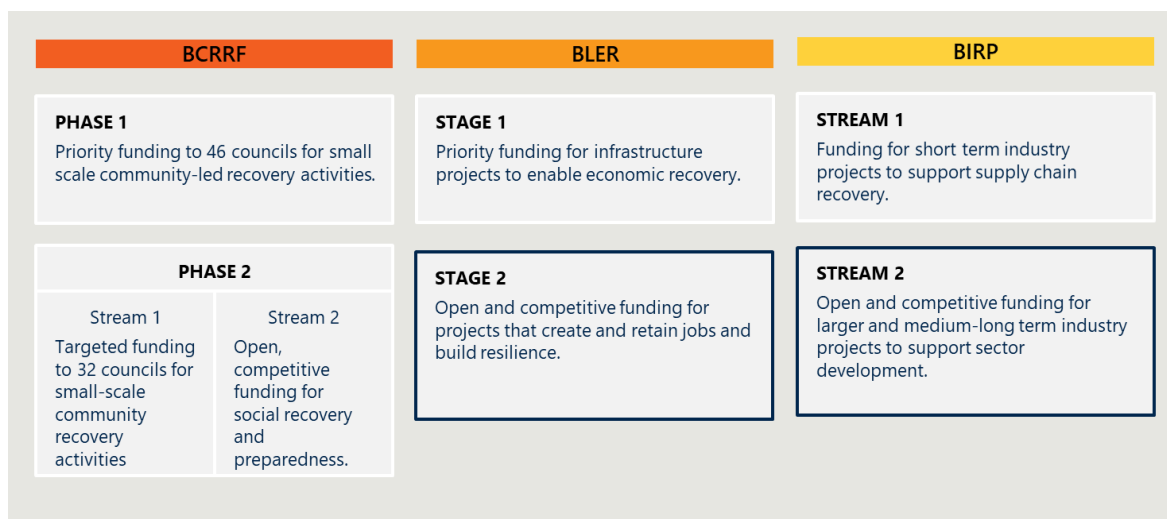 BCRRF
PHASE 1
Priority funding to 46 councils for small
scale community-led recovery activities.
PHASE 2
Stream 1
Targeted funding
to 32 councils for
small-scale
community
recovery
activities
Stream 2
Open,
competitive
funding for
social recovery
and
preparedness.
BLER
STAGE 1
Priority funding for infrastructure
projects to enable economic recovery.
STAGE 2
Open and competitive funding for
projects that create and retain jobs and
build resilience.
BIRP
STREAM 1
Funding for short term industry
projects to support supply chain
recovery.
STREAM 2
Open and competitive funding for
larger and medium-long term industry
projects to support sector
development.